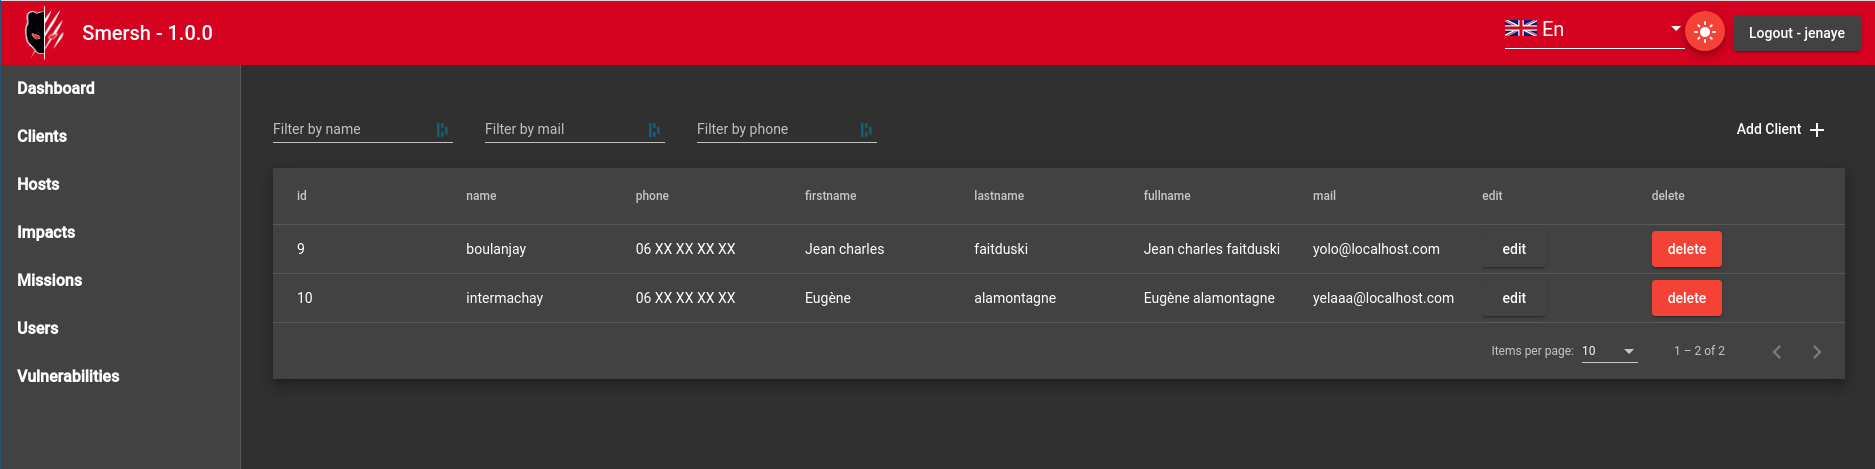 Smersh - 1.0.0
En
Logout - jenaye
Dashboard
Clients
Hosts
Impacts
Missions
Users
Vulnerabilities
Filter by name
Filter by mail
Filter by phone
Add Client
id name phone firstname lastname fullname mail edit delete
9 boulanjay 06 XX XX XX XX Jean charles faitduski Jean charles faitduski yolo@localhost.com edit delete
10 intermachay 06 XX XX XX XX Eugène alamontagne Eugène alamontagne yelaaa@localhost.com edit delete
Items per page: 10 1 – 2 of 2